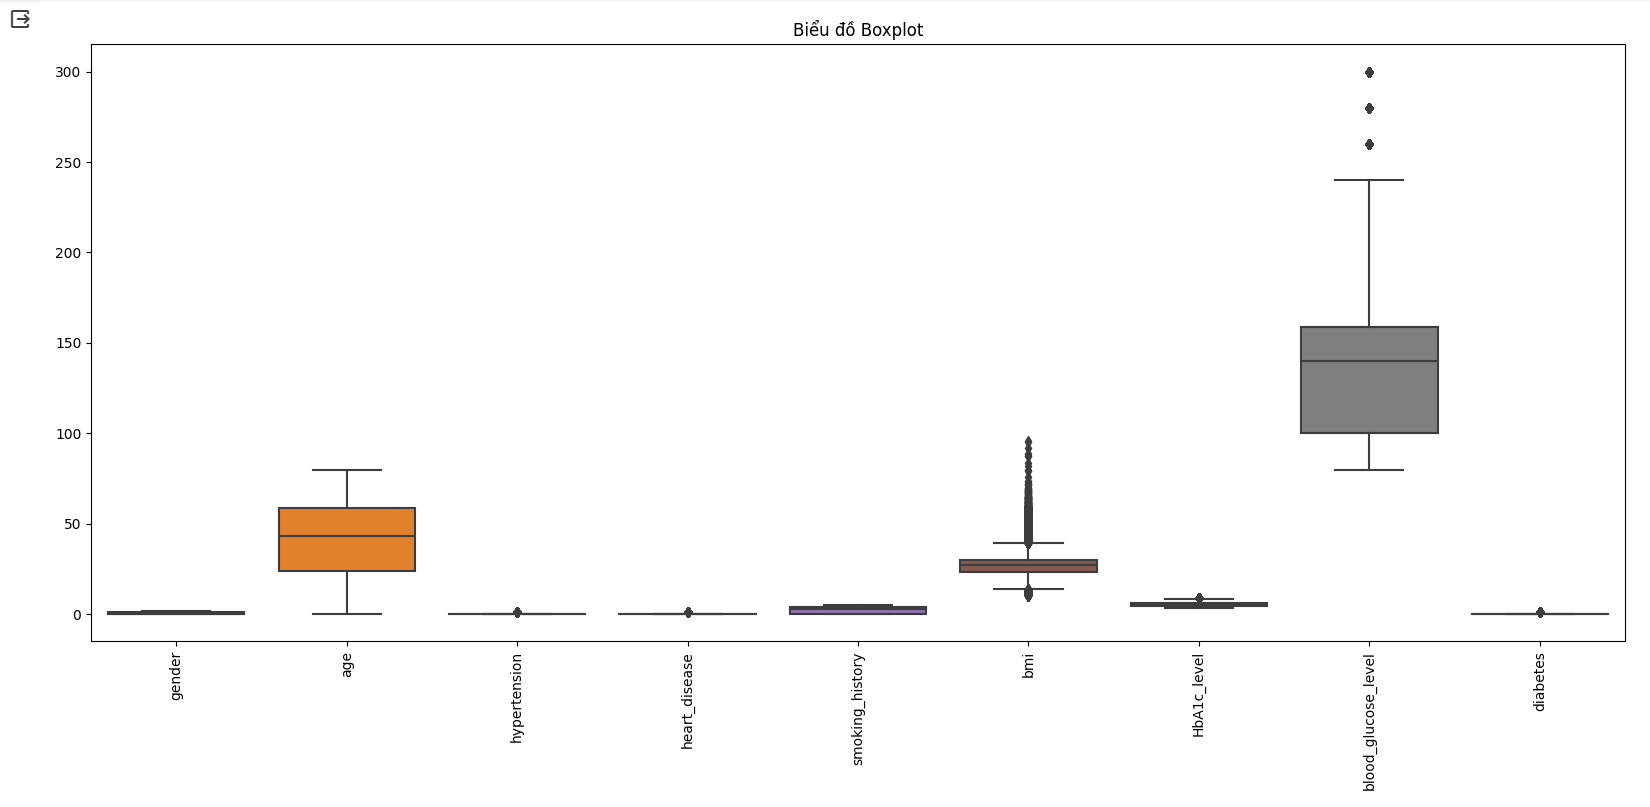 Biểu đồ Boxplot
300
250
200
150
100
50
0
gender
age
hypertension
heart_disease
smoking_history
bmi
HbA1c_level
blood_glucose_level
diabetes